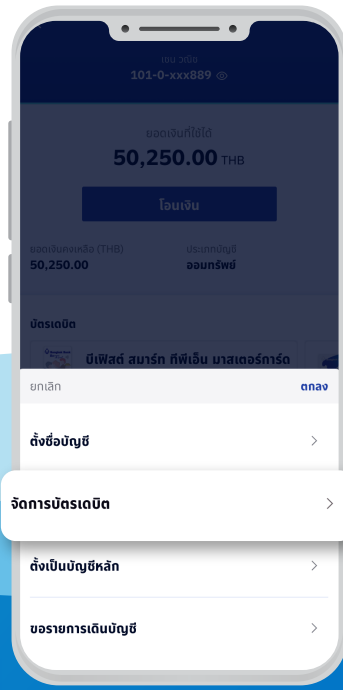 เชน วณิช
101-0-xxx889
ยอดเงินที่ใช้ได้
50,250.00 THB
โอนเงิน
ยอดเงินคงเหลือ (THB) ประเภทบัญชี
50,250.00 ออมทรัพย์
บัตรเดบิต
บีเฟิสต์ สมาร์ท ทีพีเอ็น มาสเตอร์การ์ด
ยกเลิก ตกลง
ตั้งชื่อบัญชี
จัดการบัตรเดบิต
ตั้งเป็นบัญชีหลัก
ขอรายการเดินบัญชี